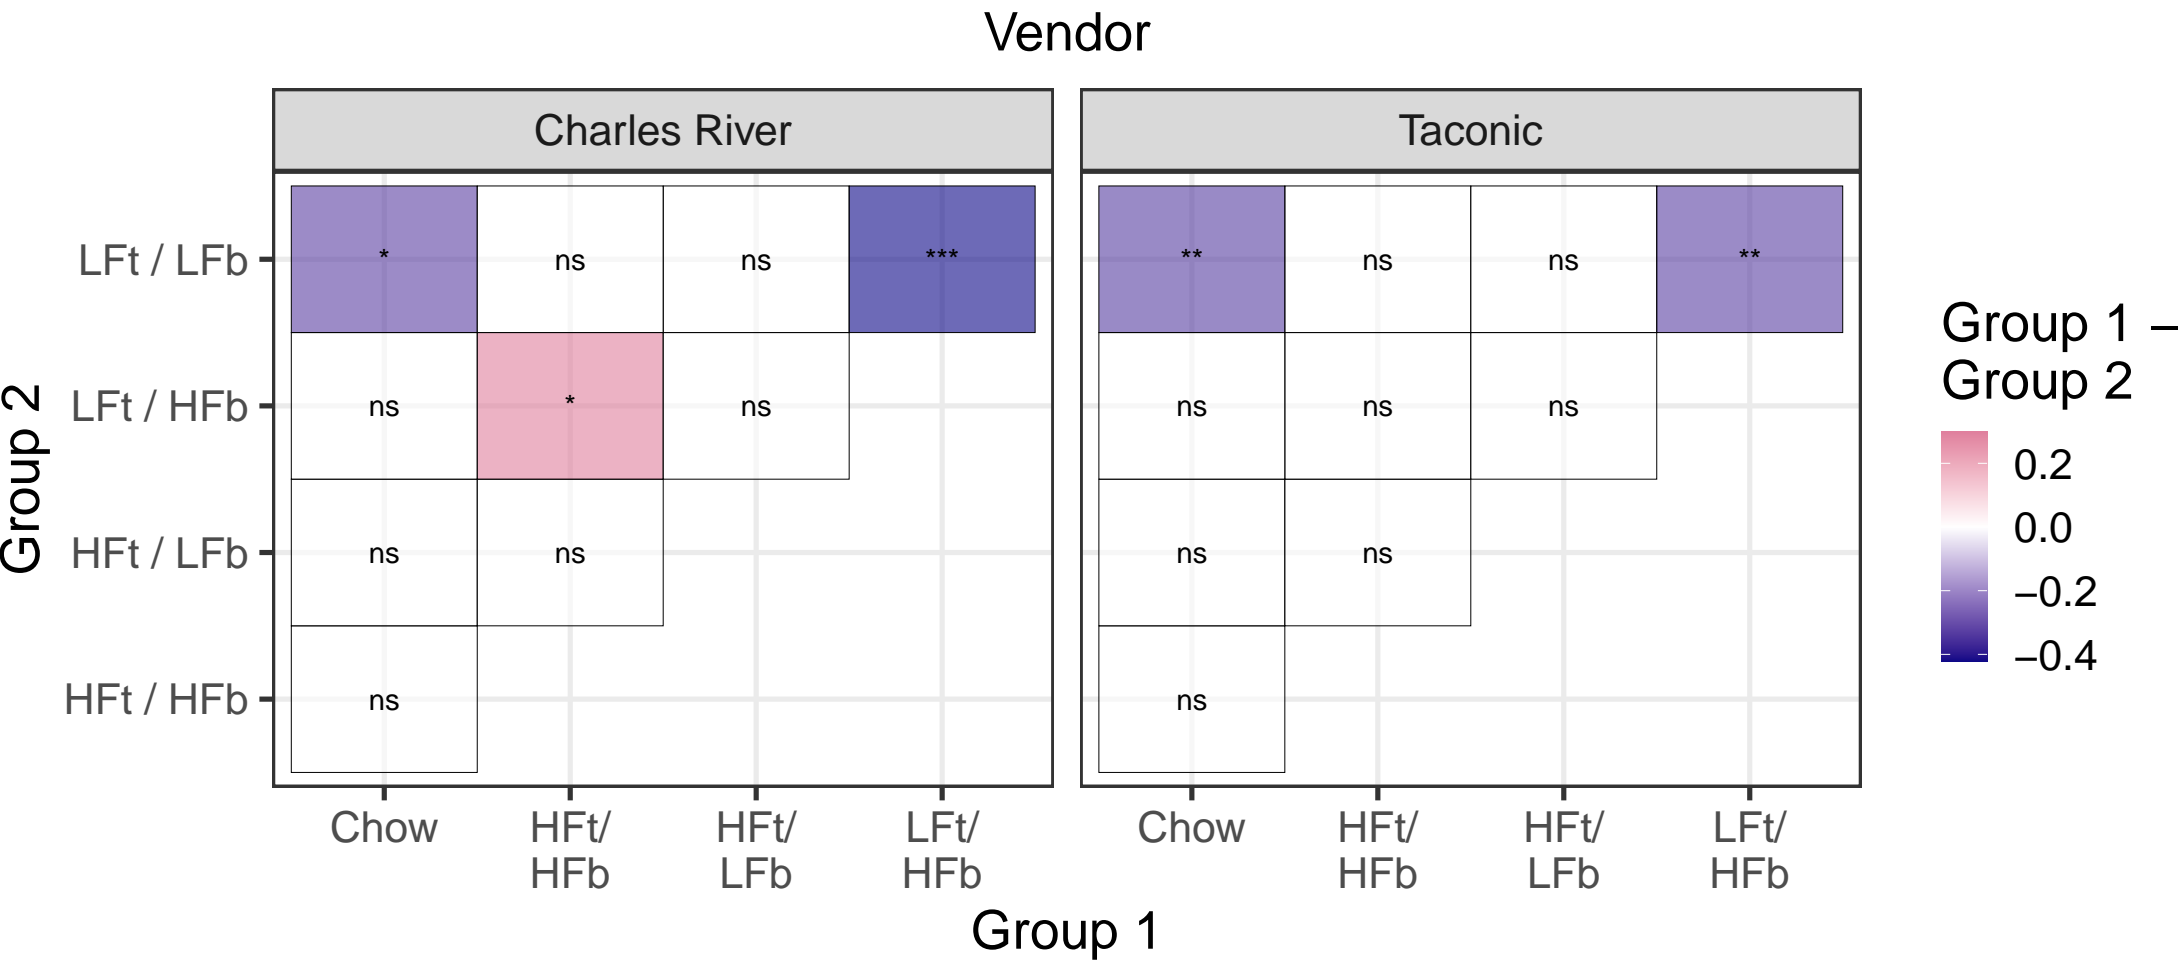 Vendor
Charles River
Taconic
LFt / LFb
* ns ns ***
** ns ns **
LFt / HFb
ns * ns
ns ns ns
HFt / LFb
ns ns
ns ns
HFt / HFb
ns
ns
Group 2
Chow HFt/ HFt/ LFt/
HFb LFb HFb
Chow HFt/ HFt/ LFt/
HFb LFb HFb
Group 1
Group 1 –
Group 2
0.2
0.0
−0.2
−0.4